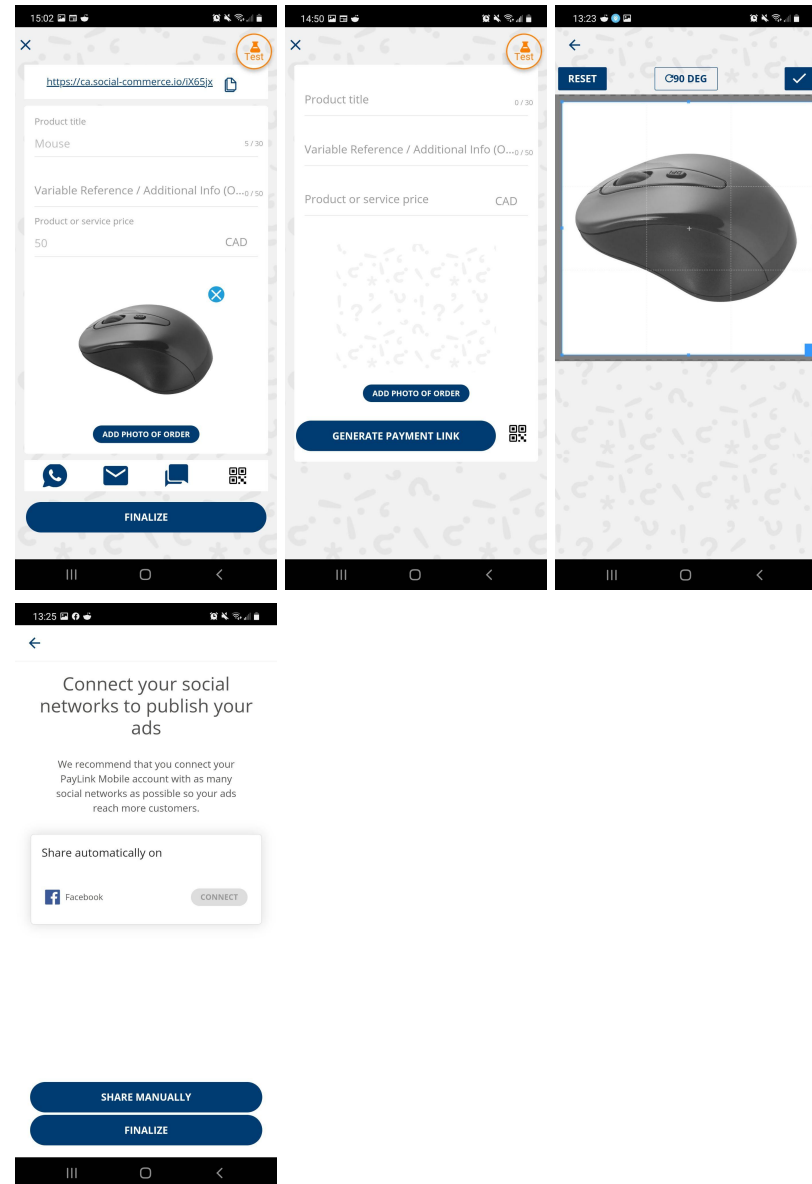 15:02
Test
https://ca.social-commerce.io/iX65jx
Product title
Mouse 5 / 30
Variable Reference / Additional Info (O... 0 / 50
Product or service price
50 CAD
ADD PHOTO OF ORDER
FINALIZE
14:50
Test
Product title 0 / 30
Variable Reference / Additional Info (O... 0 / 50
Product or service price CAD
ADD PHOTO OF ORDER
GENERATE PAYMENT LINK
13:23
RESET 90 DEG
13:25
Connect your social
networks to publish your
ads
We recommend that you connect your
PayLink Mobile account with as many
social networks as possible so your ads
reach more customers.
Share automatically on
Facebook CONNECT
SHARE MANUALLY
FINALIZE